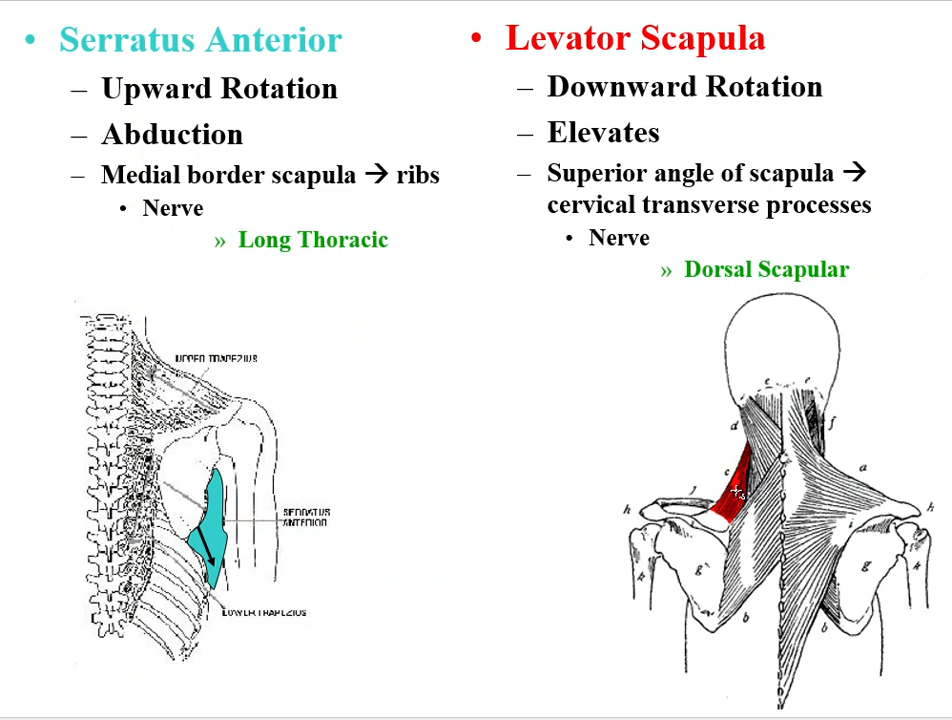 • Serratus Anterior
– Upward Rotation
– Abduction
– Medial border scapula → ribs
• Nerve
» Long Thoracic
• Levator Scapula
– Downward Rotation
– Elevates
– Superior angle of scapula →
cervical transverse processes
• Nerve
» Dorsal Scapular
UPPER TRAPEZIUS
SERRATUS
ANTERIOR
LOWER TRAPEZIUS
e e
d f
c a
j
h h
i
g g
k k
b b